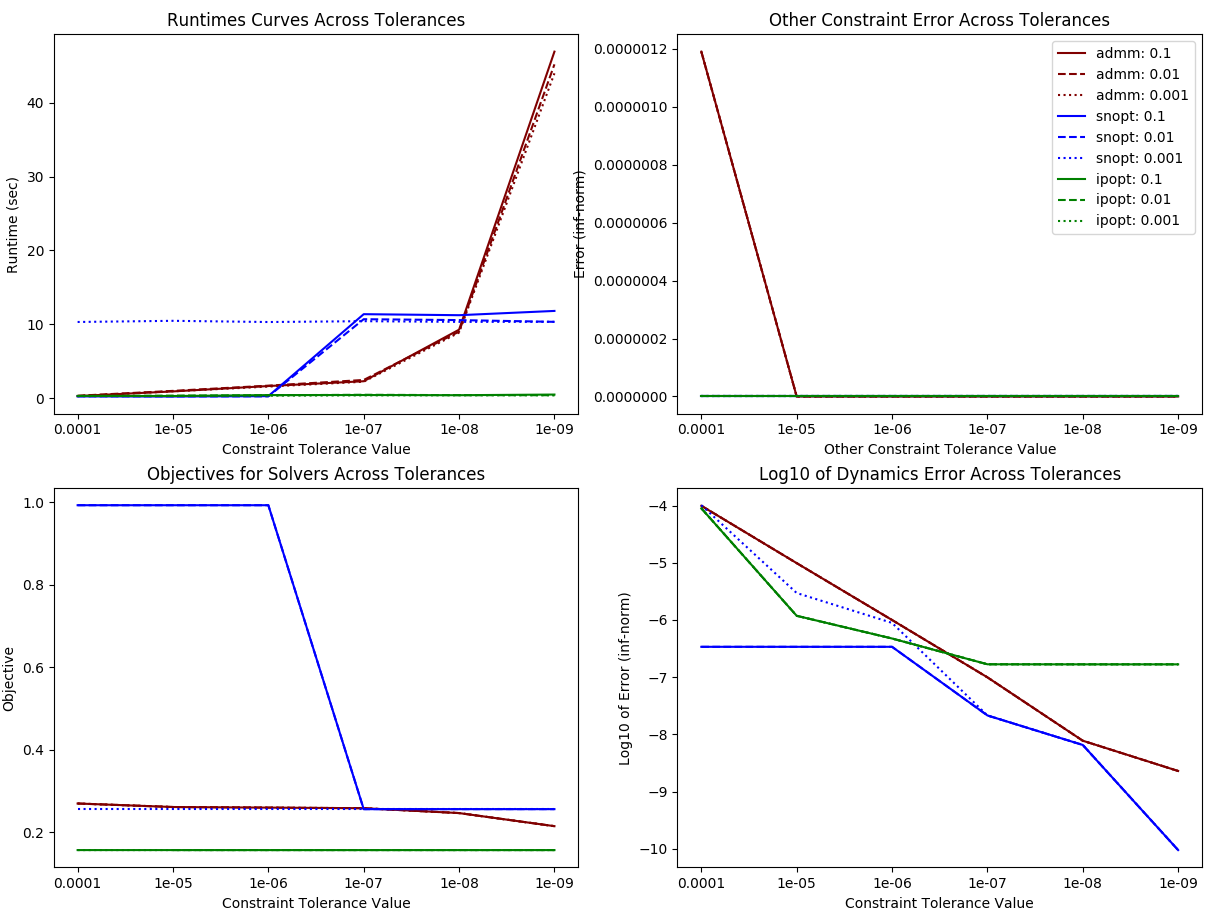 Runtimes Curves Across Tolerances
Runtime (sec)
40
30
20
10
0
0.0001 1e-05 1e-06 1e-07 1e-08 1e-09
Constraint Tolerance Value
Other Constraint Error Across Tolerances
Error (inf-norm)
0.0000012
0.0000010
0.0000008
0.0000006
0.0000004
0.0000002
0.0000000
admm: 0.1
admm: 0.01
admm: 0.001
snopt: 0.1
snopt: 0.01
snopt: 0.001
ipopt: 0.1
ipopt: 0.01
ipopt: 0.001
0.0001 1e-05 1e-06 1e-07 1e-08 1e-09
Other Constraint Tolerance Value
Objectives for Solvers Across Tolerances
Objective
1.0
0.8
0.6
0.4
0.2
0.0001 1e-05 1e-06 1e-07 1e-08 1e-09
Constraint Tolerance Value
Log10 of Dynamics Error Across Tolerances
Log10 of Error (inf-norm)
−4
−5
−6
−7
−8
−9
−10
0.0001 1e-05 1e-06 1e-07 1e-08 1e-09
Constraint Tolerance Value